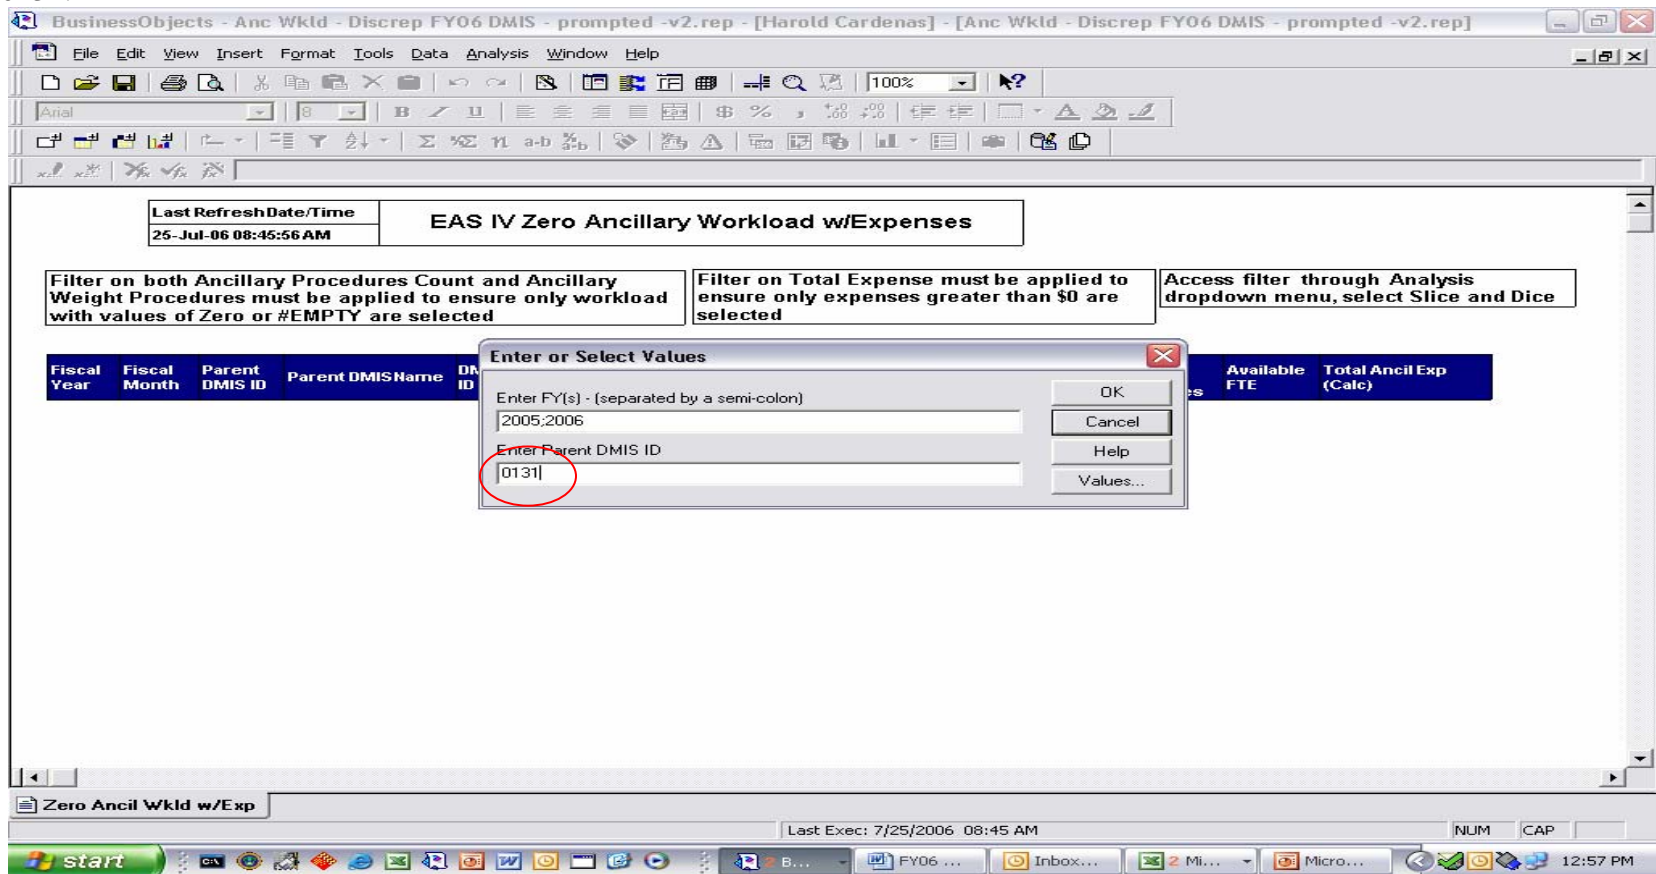 BusinessObjects - Anc Wkld - Discrep FY06 DMIS - prompted -v2.rep - [Harold Cardenas] - [Anc Wkld - Discrep FY06 DMIS - prompted -v2.rep]
File Edit View Insert Format Tools Data Analysis Window Help
100%
Arial 8 B U
Last Refresh Date/Time
25-Jul-06 08:45:56 AM
EAS IV Zero Ancillary Workload w/Expenses
Filter on both Ancillary Procedures Count and Ancillary
Weight Procedures must be applied to ensure only workload
with values of Zero or #EMPTY are selected
Filter on Total Expense must be applied to
ensure only expenses greater than $0 are
selected
Access filter through Analysis
dropdown menu, select Slice and Dice
Fiscal Year
Fiscal Month
Parent DMIS ID
Parent DMIS Name
Available FTE
Total Ancil Exp (Calc)
Enter or Select Values
Enter FY(s) - (separated by a semi-colon)
2005;2006
Enter Parent DMIS ID
0131
OK
Cancel
Help
Values...
Zero Ancil Wkld w/Exp
Last Exec: 7/25/2006 08:45 AM
NUM CAP
start 2 B... FY06 ... Inbox... 2 Mi... Micro... 12:57 PM